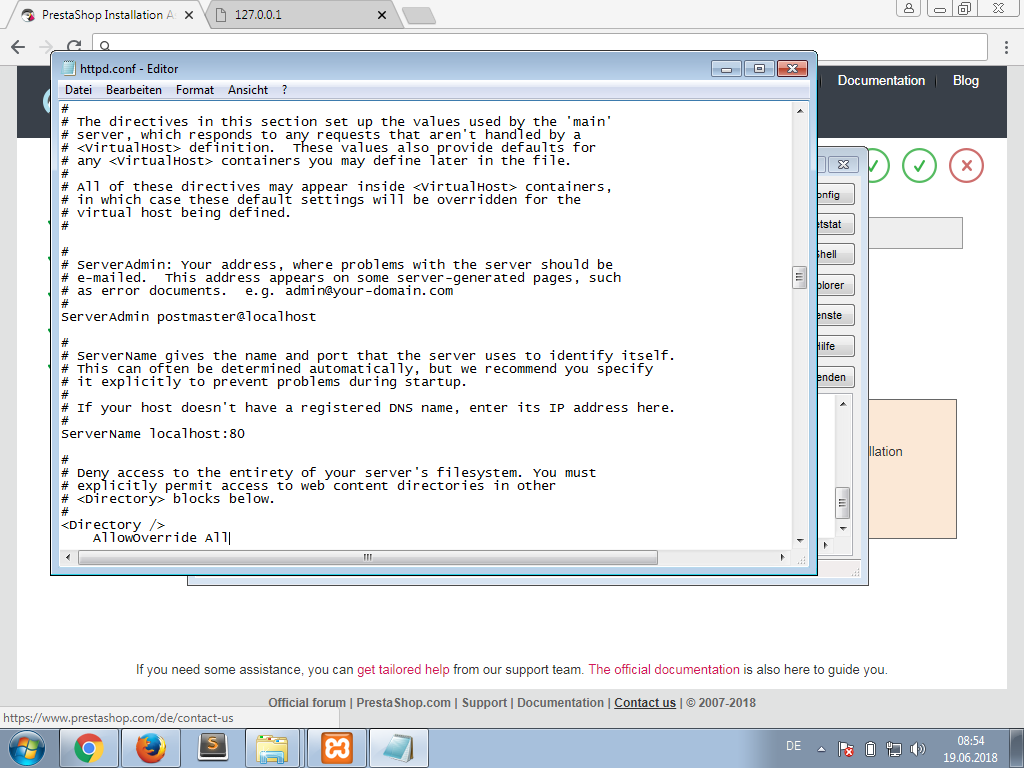 PrestaShop Installation A
127.0.0.1
httpd.conf - Editor
Datei Bearbeiten Format Ansicht ?
Documentation Blog
#
# The directives in this section set up the values used by the 'main'
# server, which responds to any requests that aren't handled by a
# <VirtualHost> definition.  These values also provide defaults for
# any <VirtualHost> containers you may define later in the file.
#
# All of these directives may appear inside <VirtualHost> containers,
# in which case these default settings will be overridden for the
# virtual host being defined.
#
#
# ServerAdmin: Your address, where problems with the server should be
# e-mailed.  This address appears on some server-generated pages, such
# as error documents.  e.g. admin@your-domain.com
#
ServerAdmin postmaster@localhost
#
# ServerName gives the name and port that the server uses to identify itself.
# This can often be determined automatically, but we recommend you specify
# it explicitly to prevent problems during startup.
#
# If your host doesn't have a registered DNS name, enter its IP address here.
#
ServerName localhost:80
#
# Deny access to the entirety of your server's filesystem. You must
# explicitly permit access to web content directories in other
# <Directory> blocks below.
#
<Directory />
    AllowOverride All
onfig
etstat
Shell
plorer
enste
Hilfe
enden
llation
If you need some assistance, you can get tailored help from our support team. The official documentation is also here to guide you.
Official forum | PrestaShop.com | Support | Documentation | Contact us | © 2007-2018
https://www.prestashop.com/de/contact-us
DE
08:54
19.06.2018